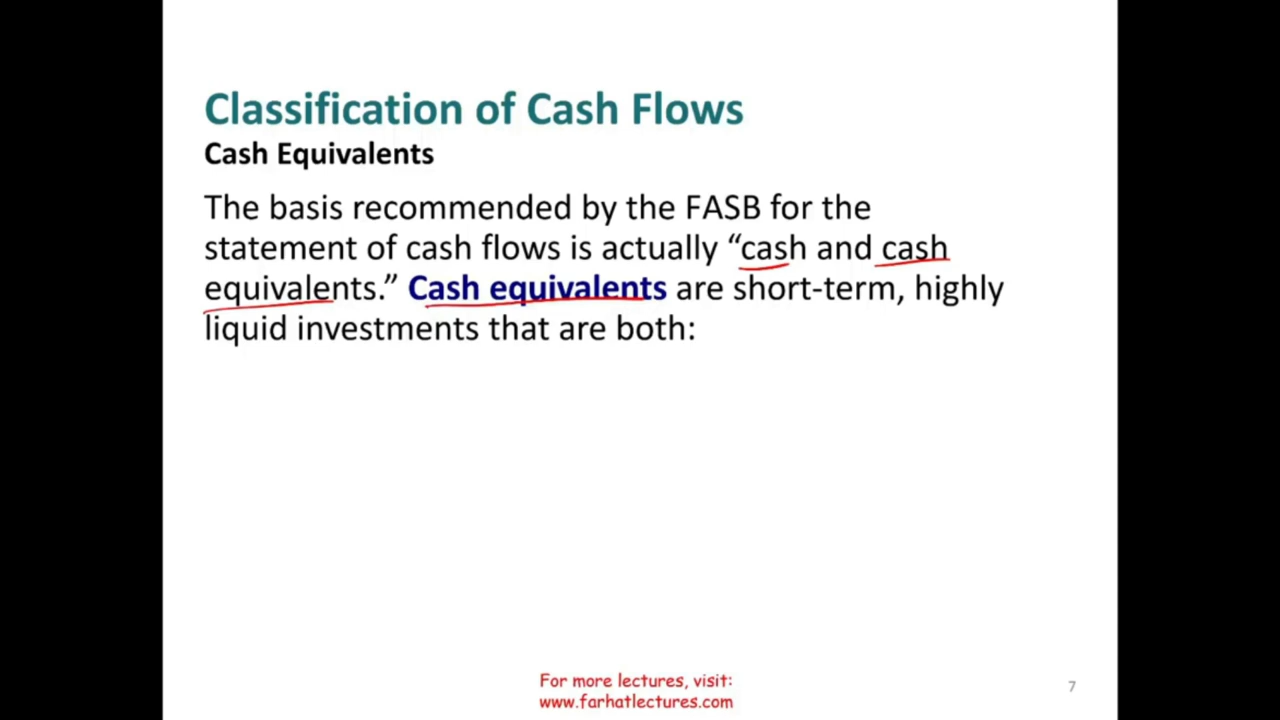 Classification of Cash Flows
Cash Equivalents
The basis recommended by the FASB for the
statement of cash flows is actually “cash and cash
equivalents.” Cash equivalents are short-term, highly
liquid investments that are both:
For more lectures, visit:
www.farhatlectures.com
7